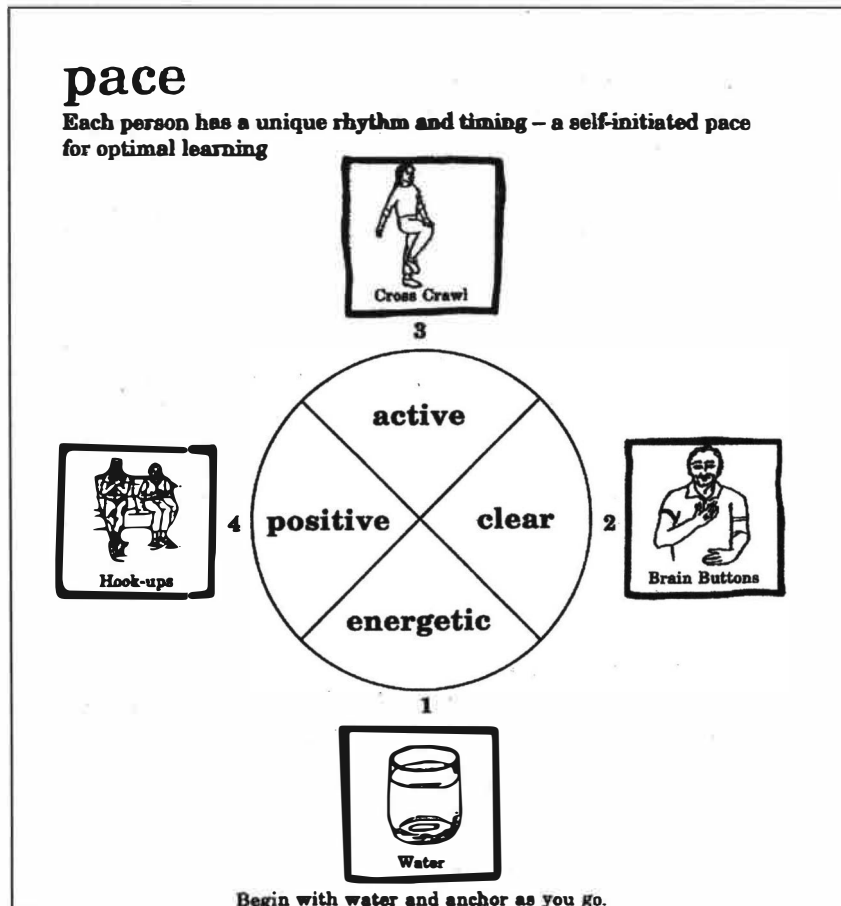 pace
Each person has a unique rhythm and timing – a self-initiated pace
for optimal learning
Cross Crawl
3
active
4
positive
clear
2
Hook-ups
Brain Buttons
energetic
1
Water
Begin with water and anchor as you go.